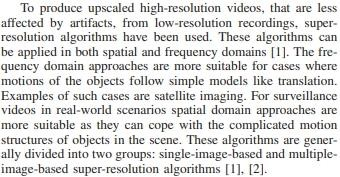 To produce upscaled high-resolution videos, that are less
affected by artifacts, from low-resolution recordings, super-
resolution algorithms have been used. These algorithms can
be applied in both spatial and frequency domains [1]. The fre-
quency domain approaches are more suitable for cases where
motions of the objects follow simple models like translation.
Examples of such cases are satellite imaging. For surveillance
videos in real-world scenarios spatial domain approaches are
more suitable as they can cope with the complicated motion
structures of objects in the scene. These algorithms are gener-
ally divided into two groups: single-image-based and multiple-
image-based super-resolution algorithms [1], [2].